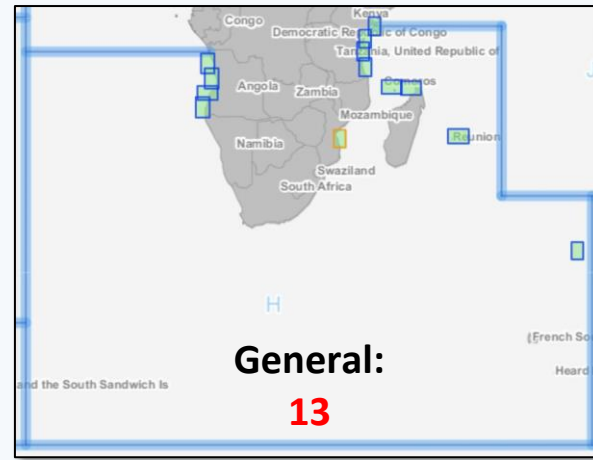 Congo
Kenya
Democratic Republic of Congo
Tanzania, United Republic of
Angola
Zambia
Comoros
Mozambique
Namibia
Reunion
Swaziland
South Africa
H
(French So
General:
Heard
and the South Sandwich Is
13